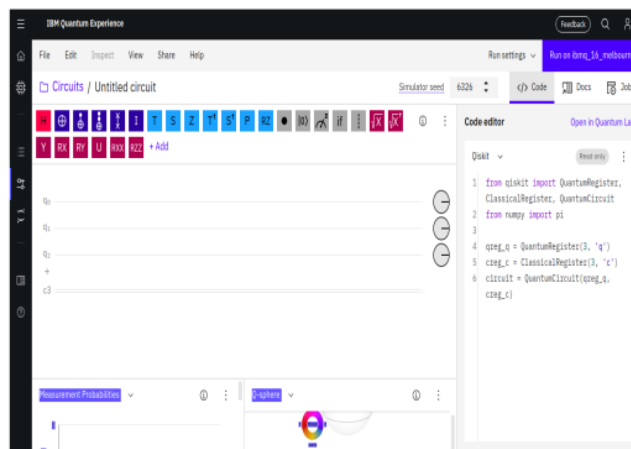 IBM Quantum Experience
Feedback
File Edit Inspect View Share Help
Run settings
Run on ibmq_16_melbourn
Circuits / Untitled circuit
Simulator seed 6326
</> Code
Docs
Job
H I T S Z T† S† P RZ |0⟩ if √X √X†
Y RX RY U RXX RZZ + Add
Code editor
Open in Quantum La
Qiskit
Read only
1 from qiskit import QuantumRegister,
ClassicalRegister, QuantumCircuit
2 from numpy import pi
3
4 qreg_q = QuantumRegister(3, 'q')
5 creg_c = ClassicalRegister(3, 'c')
6 circuit = QuantumCircuit(qreg_q,
creg_c)
q0
q1
q2
+
c3
Measurement Probabilities
Q-sphere